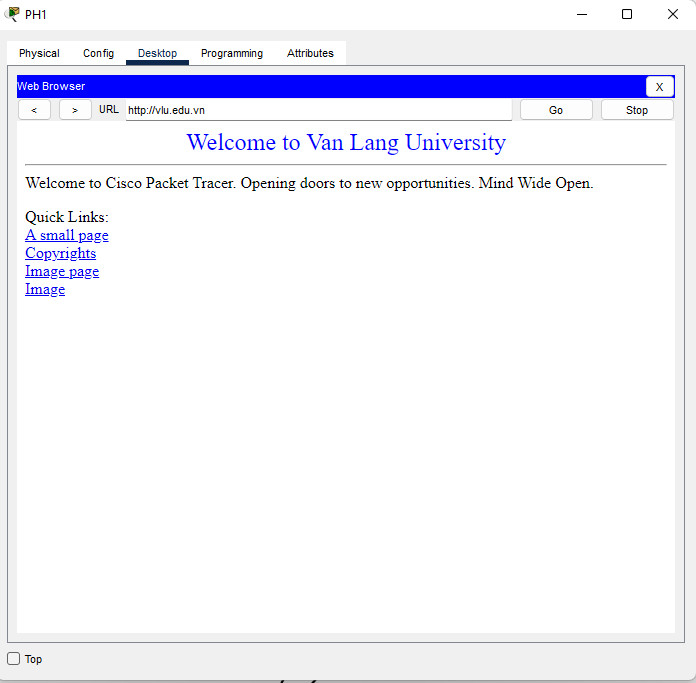 PH1
Physical Config Desktop Programming Attributes
Web Browser X
< > URL http://vlu.edu.vn Go Stop
Welcome to Van Lang University
Welcome to Cisco Packet Tracer. Opening doors to new opportunities. Mind Wide Open.
Quick Links:
A small page
Copyrights
Image page
Image
Top